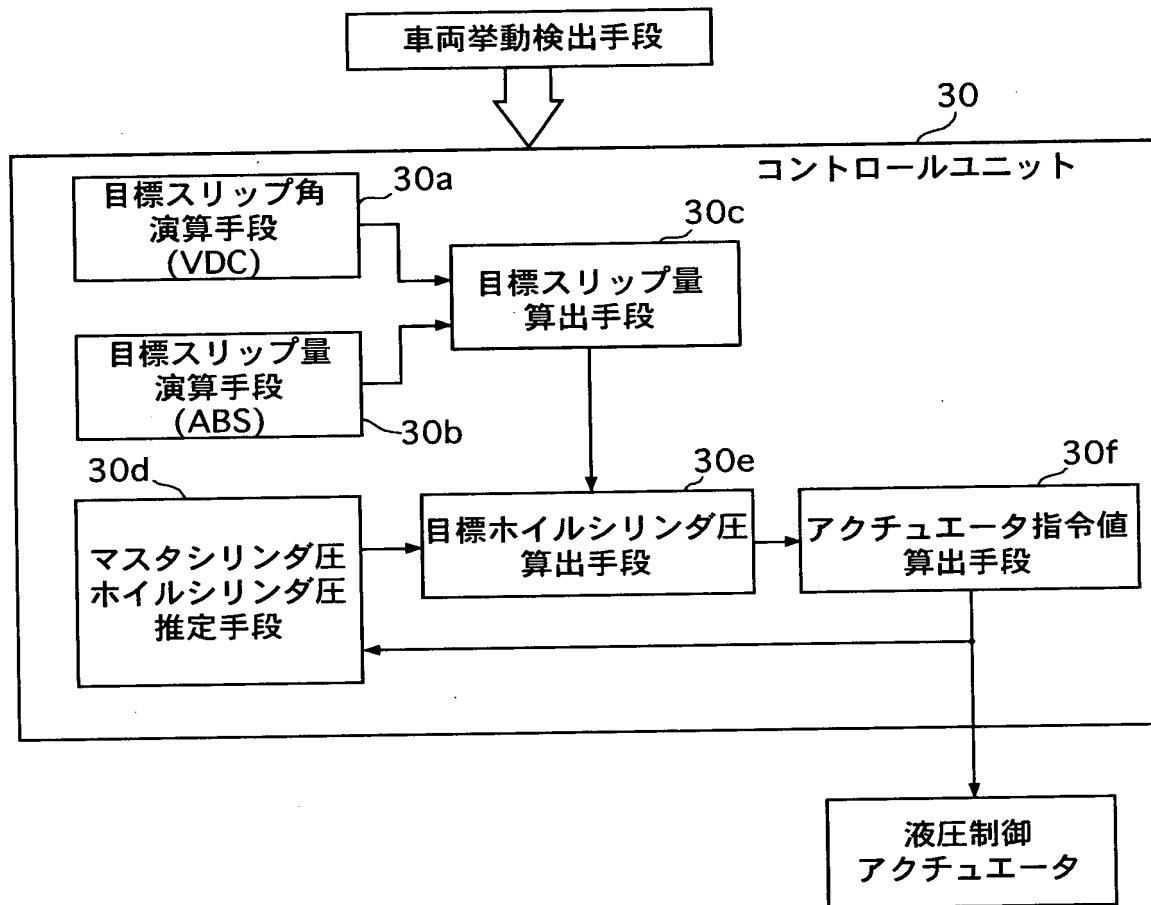 車両挙動検出手段
30
コントロールユニット
目標スリップ角
演算手段
(VDC)
30a
30c
目標スリップ量
算出手段
目標スリップ量
演算手段
(ABS)
30b
30d
マスタシリンダ圧
ホイルシリンダ圧
推定手段
30e
目標ホイルシリンダ圧
算出手段
30f
アクチュエータ指令値
算出手段
液圧制御
アクチュエータ